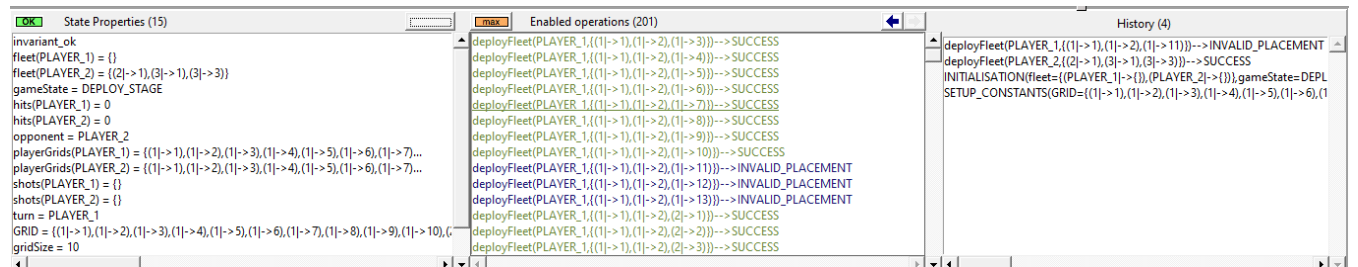 OK State Properties (15)
invariant_ok
fleet(PLAYER_1) = {}
fleet(PLAYER_2) = {(2|->1),(3|->1),(3|->3)}
gameState = DEPLOY_STAGE
hits(PLAYER_1) = 0
hits(PLAYER_2) = 0
opponent = PLAYER_2
playerGrids(PLAYER_1) = {(1|->1),(1|->2),(1|->3),(1|->4),(1|->5),(1|->6),(1|->7)...
playerGrids(PLAYER_2) = {(1|->1),(1|->2),(1|->3),(1|->4),(1|->5),(1|->6),(1|->7)...
shots(PLAYER_1) = {}
shots(PLAYER_2) = {}
turn = PLAYER_1
GRID = {(1|->1),(1|->2),(1|->3),(1|->4),(1|->5),(1|->6),(1|->7),(1|->8),(1|->9),(1|->10),(
gridSize = 10
max Enabled operations (201)
deployFleet(PLAYER_1,{(1|->1),(1|->2),(1|->3)})-->SUCCESS
deployFleet(PLAYER_1,{(1|->1),(1|->2),(1|->4)})-->SUCCESS
deployFleet(PLAYER_1,{(1|->1),(1|->2),(1|->5)})-->SUCCESS
deployFleet(PLAYER_1,{(1|->1),(1|->2),(1|->6)})-->SUCCESS
deployFleet(PLAYER_1,{(1|->1),(1|->2),(1|->7)})-->SUCCESS
deployFleet(PLAYER_1,{(1|->1),(1|->2),(1|->8)})-->SUCCESS
deployFleet(PLAYER_1,{(1|->1),(1|->2),(1|->9)})-->SUCCESS
deployFleet(PLAYER_1,{(1|->1),(1|->2),(1|->10)})-->SUCCESS
deployFleet(PLAYER_1,{(1|->1),(1|->2),(1|->11)})-->INVALID_PLACEMENT
deployFleet(PLAYER_1,{(1|->1),(1|->2),(1|->12)})-->INVALID_PLACEMENT
deployFleet(PLAYER_1,{(1|->1),(1|->2),(1|->13)})-->INVALID_PLACEMENT
deployFleet(PLAYER_1,{(1|->1),(1|->2),(2|->1)})-->SUCCESS
deployFleet(PLAYER_1,{(1|->1),(1|->2),(2|->2)})-->SUCCESS
deployFleet(PLAYER_1,{(1|->1),(1|->2),(2|->3)})-->SUCCESS
History (4)
deployFleet(PLAYER_1,{(1|->1),(1|->2),(1|->11)})-->INVALID_PLACEMENT
deployFleet(PLAYER_2,{(2|->1),(3|->1),(3|->3)})-->SUCCESS
INITIALISATION(fleet={(PLAYER_1|->{}),(PLAYER_2|->{})},gameState=DEPL
SETUP_CONSTANTS(GRID={(1|->1),(1|->2),(1|->3),(1|->4),(1|->5),(1|->6),(1